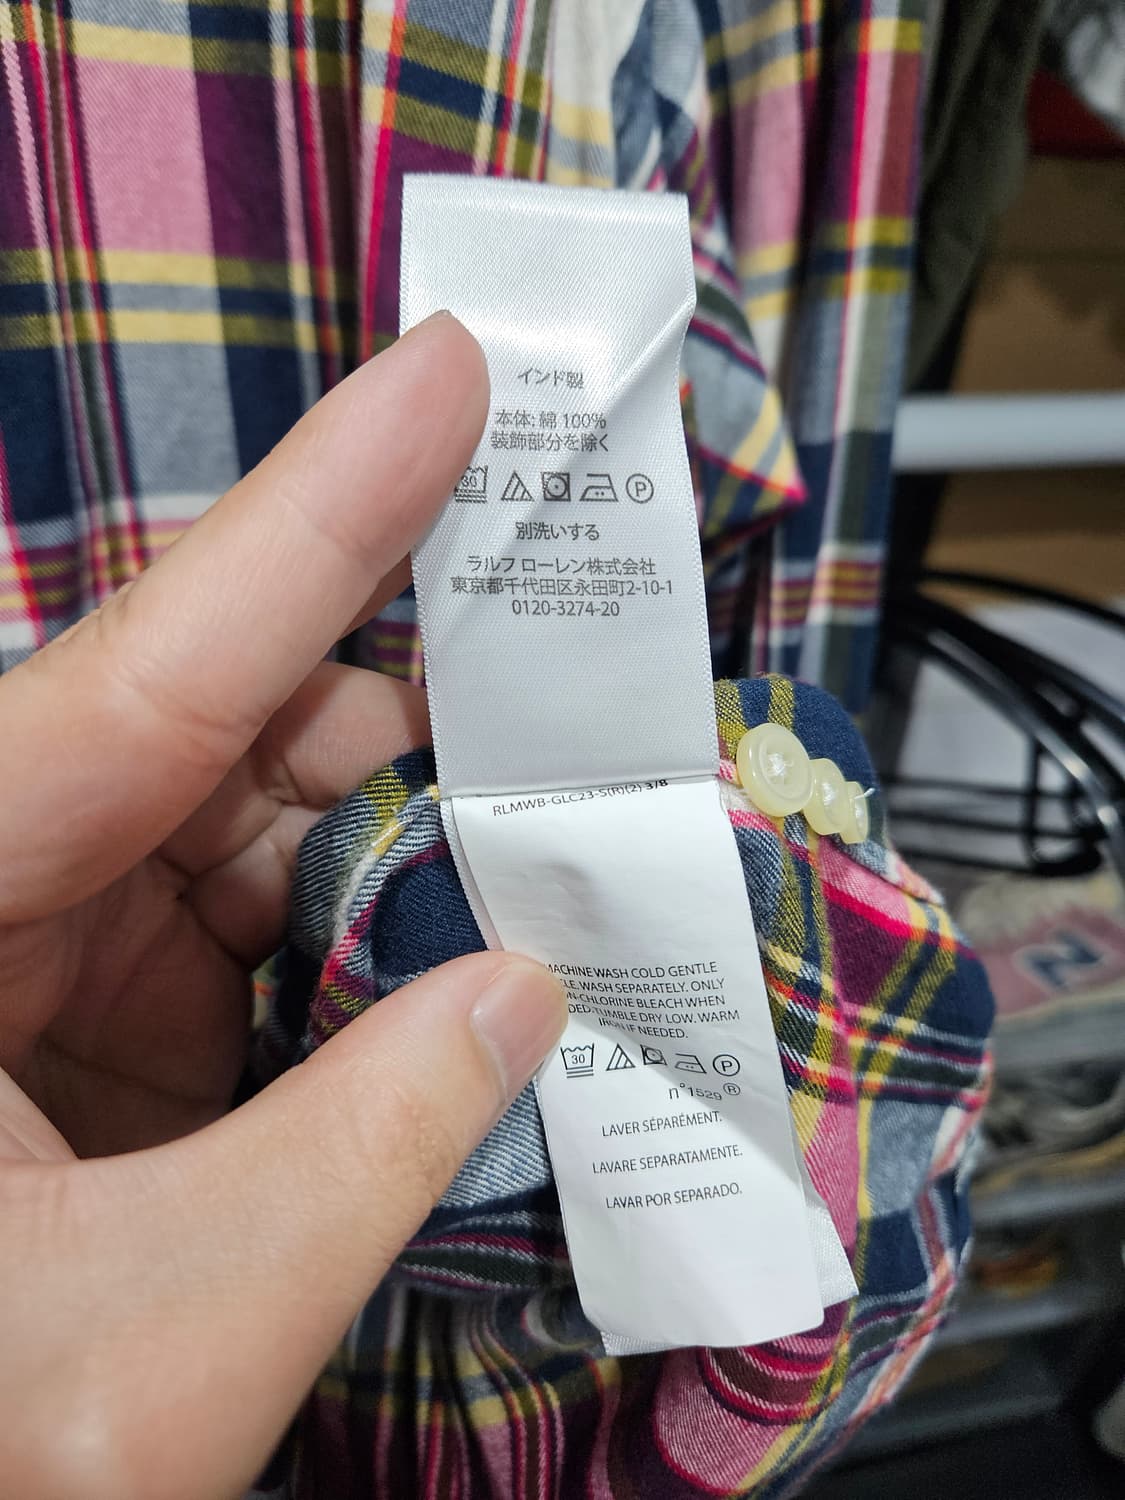 インド製
本体: 綿 100%
装飾部分を除く
30
P
別洗いする
ラルフ ローレン株式会社
東京都千代田区永田町2-10-1
0120-3274-20
RLMWB-GLC23-S(R)(2) 3/8
MACHINE WASH COLD GENTLE
WASH SEPARATELY. ONLY
CHLORINE BLEACH WHEN
TUMBLE DRY LOW. WARM
IRON IF NEEDED.
30
P
n°1529®
LAVER SÉPARÉMENT.
LAVARE SEPARATAMENTE.
LAVAR POR SEPARADO.